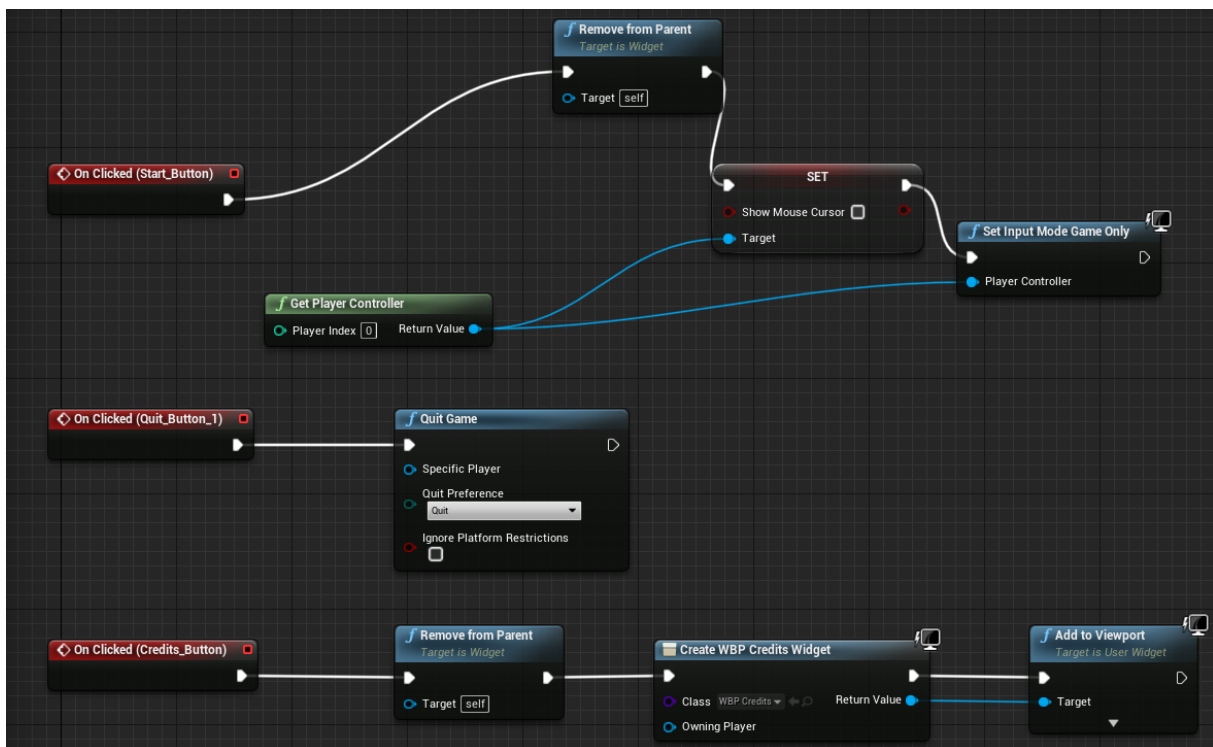 Remove from Parent
Target is Widget
Target self
On Clicked (Start_Button)
SET
Show Mouse Cursor
Target
Set Input Mode Game Only
Player Controller
Get Player Controller
Player Index 0 Return Value
On Clicked (Quit_Button_1)
Quit Game
Specific Player
Quit Preference
Quit
Ignore Platform Restrictions
On Clicked (Credits_Button)
Remove from Parent
Target is Widget
Target self
Create WBP Credits Widget
Class WBP Credits Return Value
Owning Player
Add to Viewport
Target is User Widget
Target